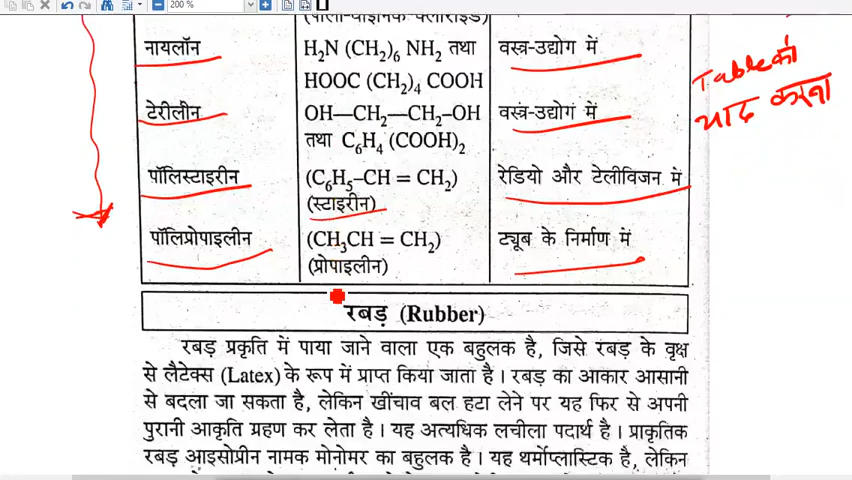 200 %
नायलॉन H₂N (CH₂)₆ NH₂ तथा वस्त्र-उद्योग में
HOOC (CH₂)₄ COOH
टेरीलीन OH—CH₂—CH₂–OH वस्त्र-उद्योग में
तथा C₆H₄ (COOH)₂
पॉलिस्टाइरीन (C₆H₅–CH = CH₂) रेडियो और टेलीविजन में
(स्टाइरीन)
पॉलिप्रोपाइलीन (CH₃CH = CH₂) ट्यूब के निर्माण में
(प्रोपाइलीन)
Table को
याद करना
रबड़ (Rubber)
रबड़ प्रकृति में पाया जाने वाला एक बहुलक है, जिसे रबड़ के वृक्ष
से लैटेक्स (Latex) के रूप में प्राप्त किया जाता है। रबड़ का आकार आसानी
से बदला जा सकता है, लेकिन खींचाव बल हटा लेने पर यह फिर से अपनी
पुरानी आकृति ग्रहण कर लेता है। यह अत्यधिक लचीला पदार्थ है। प्राकृतिक
रबड़ आइसोप्रीन नामक मोनोमर का बहुलक है। यह थर्मोप्लास्टिक है, लेकिन